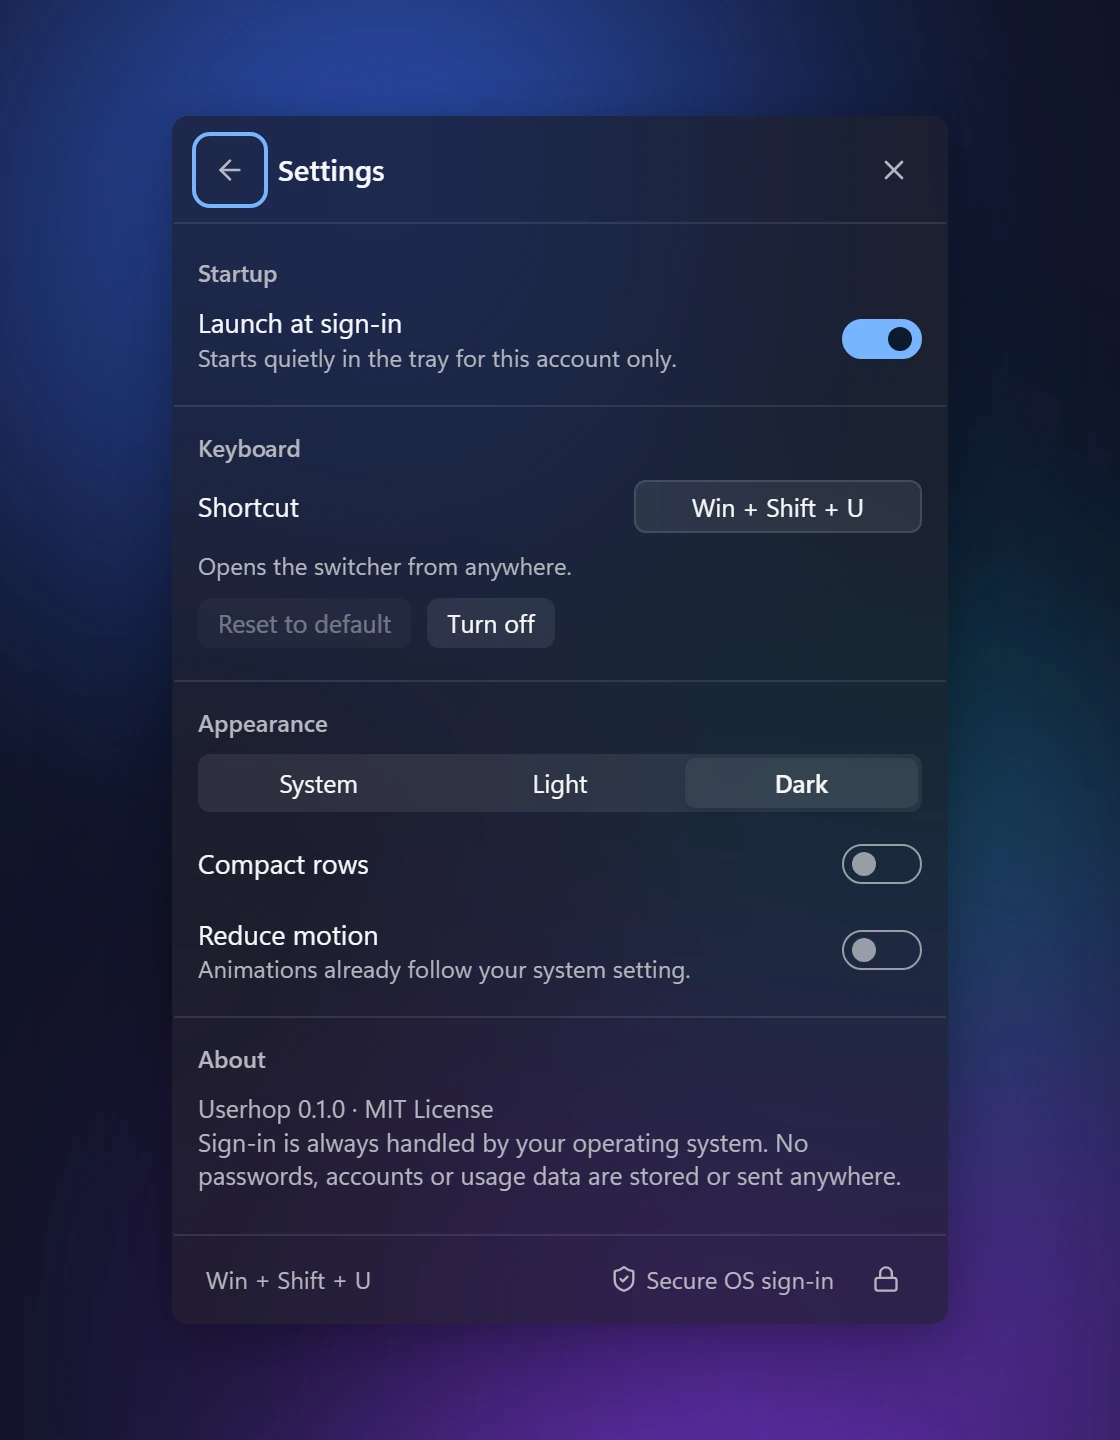 Settings
Startup
Launch at sign-in
Starts quietly in the tray for this account only.
Keyboard
Shortcut
Win + Shift + U
Opens the switcher from anywhere.
Reset to default
Turn off
Appearance
System
Light
Dark
Compact rows
Reduce motion
Animations already follow your system setting.
About
Userhop 0.1.0 · MIT License
Sign-in is always handled by your operating system. No
passwords, accounts or usage data are stored or sent anywhere.
Win + Shift + U
Secure OS sign-in